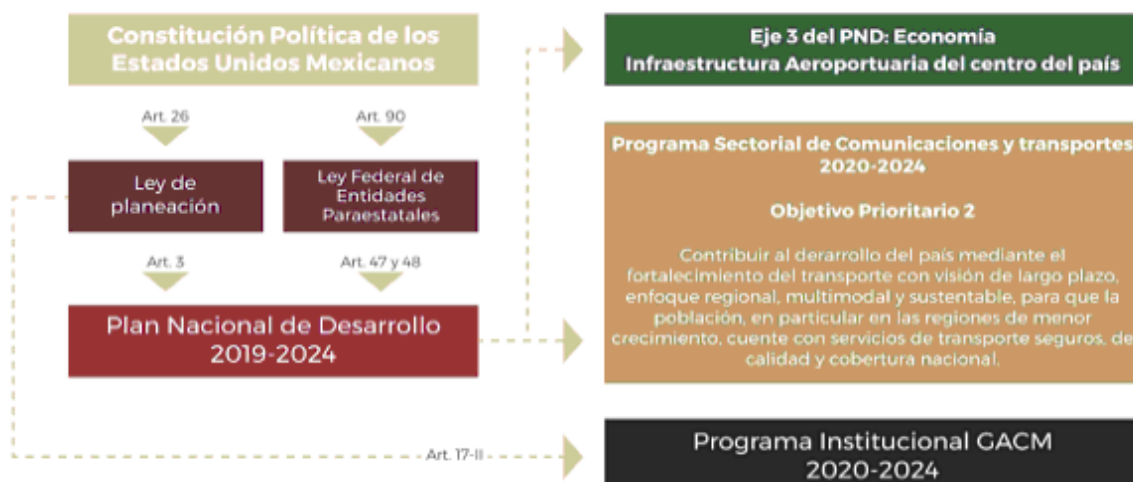 Constitución Política de los
Estados Unidos Mexicanos
Art. 26
Art. 90
Ley de
planeación
Ley Federal de
Entidades
Paraestatales
Art. 3
Art. 47 y 48
Plan Nacional de Desarrollo
2019-2024
Art. 17-II
Eje 3 del PND: Economía
Infraestructura Aeroportuaria del centro del país
Programa Sectorial de Comunicaciones y transportes
2020-2024
Objetivo Prioritario 2
Contribuir al derarrollo del país mediante el
fortalecimiento del transporte con visión de largo plazo,
enfoque regional, multimodal y sustentable, para que la
población, en particular en las regiones de menor
crecimiento, cuente con servicios de transporte seguros, de
calidad y cobertura nacional.
Programa Institucional GACM
2020-2024